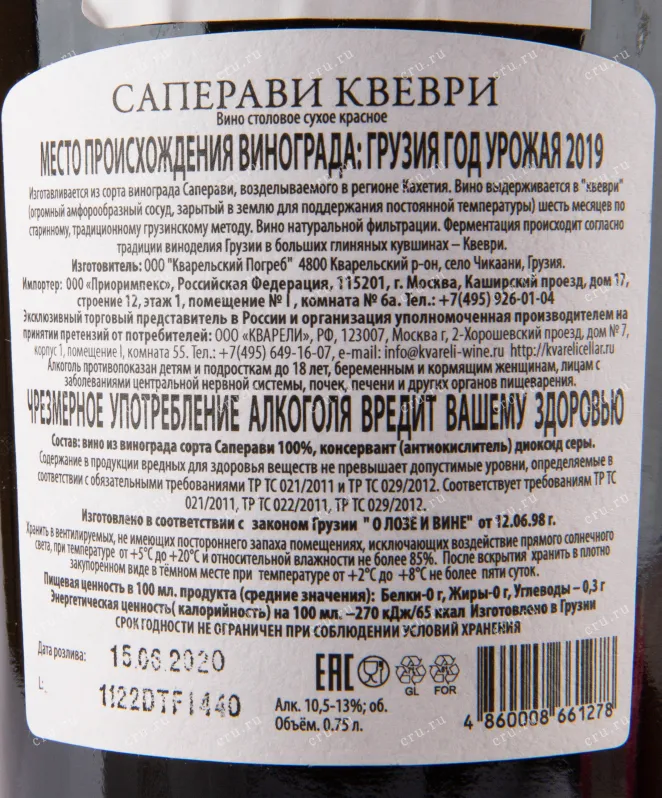 САПЕРАВИ КВЕВРИ
Вино столовое сухое красное
МЕСТО ПРОИСХОЖДЕНИЯ ВИНОГРАДА: ГРУЗИЯ ГОД УРОЖАЯ 2019
Изготавливается из сорта винограда Саперави, возделываемого в регионе Кахетия. Вино выдерживается в "квеври"
(огромный амфорообразный сосуд, зарытый в землю для поддержания постоянной температуры) шесть месяцев по
старинному, традиционному грузинскому методу. Вино натуральной фильтрации. Ферментация происходит согласно
традиции виноделия Грузии в больших глиняных кувшинах – Квеври.
Изготовитель: ООО "Кварельский Погреб" 4800 Кварельский р-он, село Чикаани, Грузия.
Импортер: ООО «Приоримпекс», Российская Федерация, 115201, г. Москва, Каширский проезд, дом 17,
строение 12, этаж 1, помещение № I , комната № 6а. Тел.: +7(495) 926-01-04
Эксклюзивный торговый представитель в России и организация уполномоченная производителем на
принятии претензий от потребителей: ООО «КВАРЕЛИ», РФ, 123007, Москва г, 2-Хорошевский проезд, дом № 7,
корпус 1, помещение I, комната 55. Тел.: +7(495) 649-16-07, e-mail: info@kvareli-wine.ru http://kvarelicellar.ru
Алкоголь противопоказан детям и подросткам до 18 лет, беременным и кормящим женщинам, лицам с
заболеваниями центральной нервной системы, почек, печени и других органов пищеварения.
ЧРЕЗМЕРНОЕ УПОТРЕБЛЕНИЕ АЛКОГОЛЯ ВРЕДИТ ВАШЕМУ ЗДОРОВЬЮ
Состав: вино из винограда сорта Саперави 100%, консервант (антиокислитель) диоксид серы.
Содержание в продукции вредных для здоровья веществ не превышает допустимые уровни, определяемые в
соответствии с обязательными требованиями ТР ТС 021/2011 и ТР ТС 029/2012. Соответствует требованиям ТР ТС
021/2011, ТР ТС 022/2011, ТР ТС 029/2012.
Изготовлено в соответствии с законом Грузии " О ЛОЗЕ И ВИНЕ" от 12.06.98 г.
Хранить в вентилируемых, не имеющих постороннего запаха помещениях, исключающих воздействие прямого солнечного
света, при температуре от +5°С до +20°С и относительной влажности не более 85%. После вскрытия хранить в плотно
закупоренном виде в тёмном месте при температуре от +2°С до +8°С не более пяти суток.
Пищевая ценность в 100 мл. продукта (средние значения): Белки-0 г, Жиры-0 г, Углеводы – 0,3 г
Энергетическая ценность( калорийность) на 100 мл. –270 кДж/65 ккал Изготовлено в Грузии
СРОК ГОДНОСТИ НЕ ОГРАНИЧЕН ПРИ СОБЛЮДЕНИИ УСЛОВИЙ ХРАНЕНИЯ
Дата розлива: 15.06.2020
L: 1122DTF1440
EAC
GL FOR
Алк. 10,5-13%; об.
Объём. 0.75 л.
4 860008 661278
cru.ru